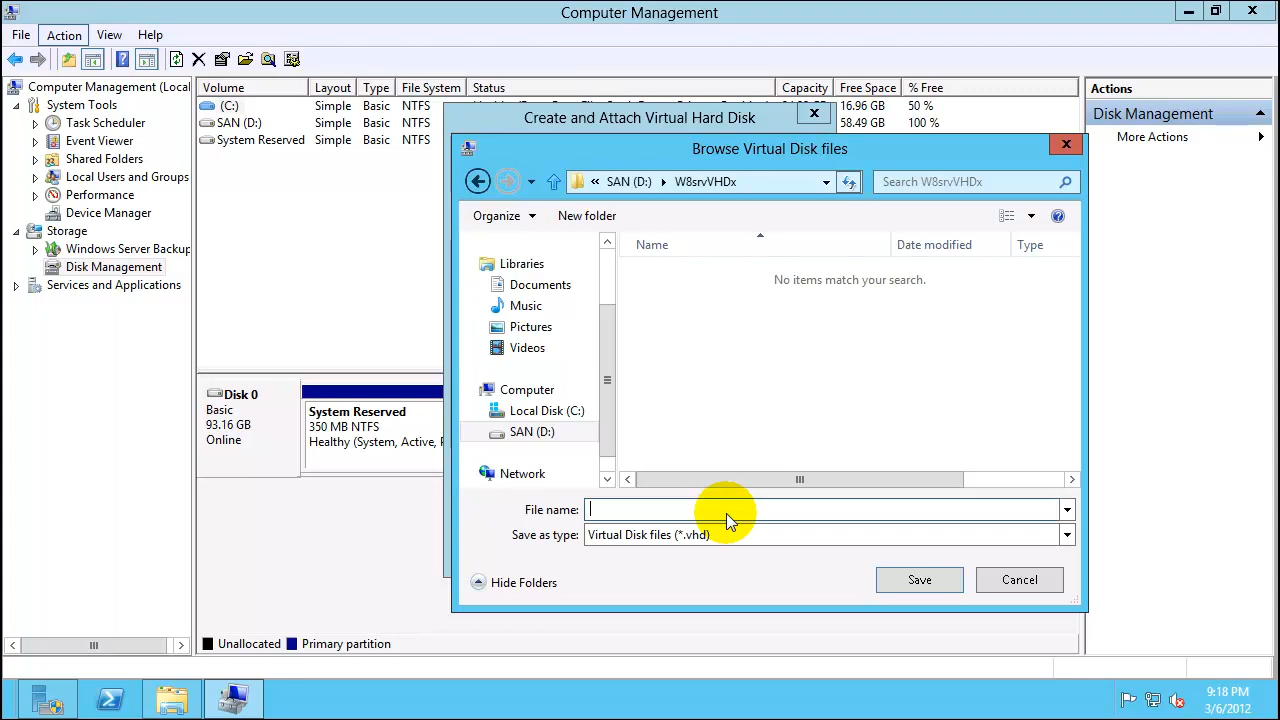 Computer Management
File Action View Help
Computer Management (Local
System Tools
Task Scheduler
Event Viewer
Shared Folders
Local Users and Groups
Performance
Device Manager
Storage
Windows Server Backup
Disk Management
Services and Applications
Volume Layout Type File System Status Capacity Free Space % Free
(C:) Simple Basic NTFS 16.96 GB 50 %
SAN (D:) Simple Basic NTFS 58.49 GB 100 %
System Reserved Simple Basic NTFS
Disk 0
Basic
93.16 GB
Online
System Reserved
350 MB NTFS
Healthy (System, Active,
Unallocated Primary partition
Actions
Disk Management
More Actions
Create and Attach Virtual Hard Disk
Browse Virtual Disk files
« SAN (D:) W8srvVHDx
Search W8srvVHDx
Organize New folder
Libraries
Documents
Music
Pictures
Videos
Computer
Local Disk (C:)
SAN (D:)
Network
Name Date modified Type
No items match your search.
File name:
Save as type: Virtual Disk files (*.vhd)
Hide Folders
Save Cancel
9:18 PM
3/6/2012